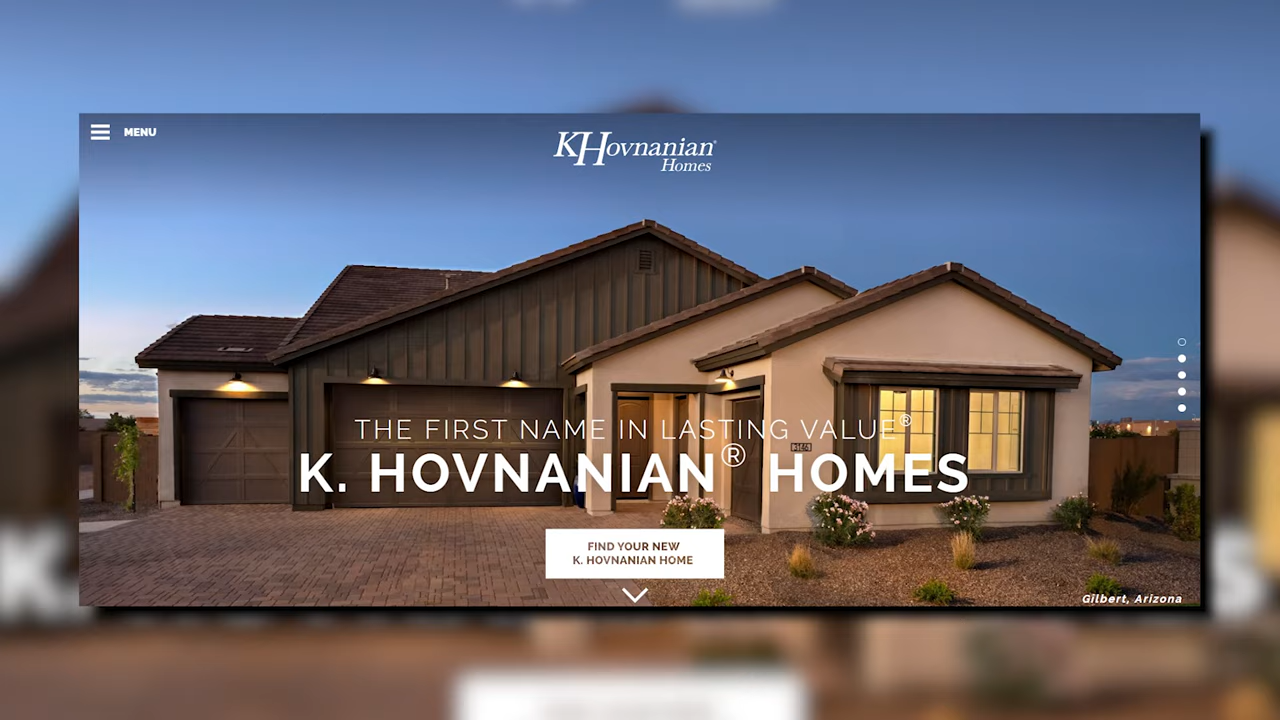 MENU
KHovnanian®
Homes
THE FIRST NAME IN LASTING VALUE®
K. HOVNANIAN® HOMES
FIND YOUR NEW
K. HOVNANIAN HOME
Gilbert, Arizona